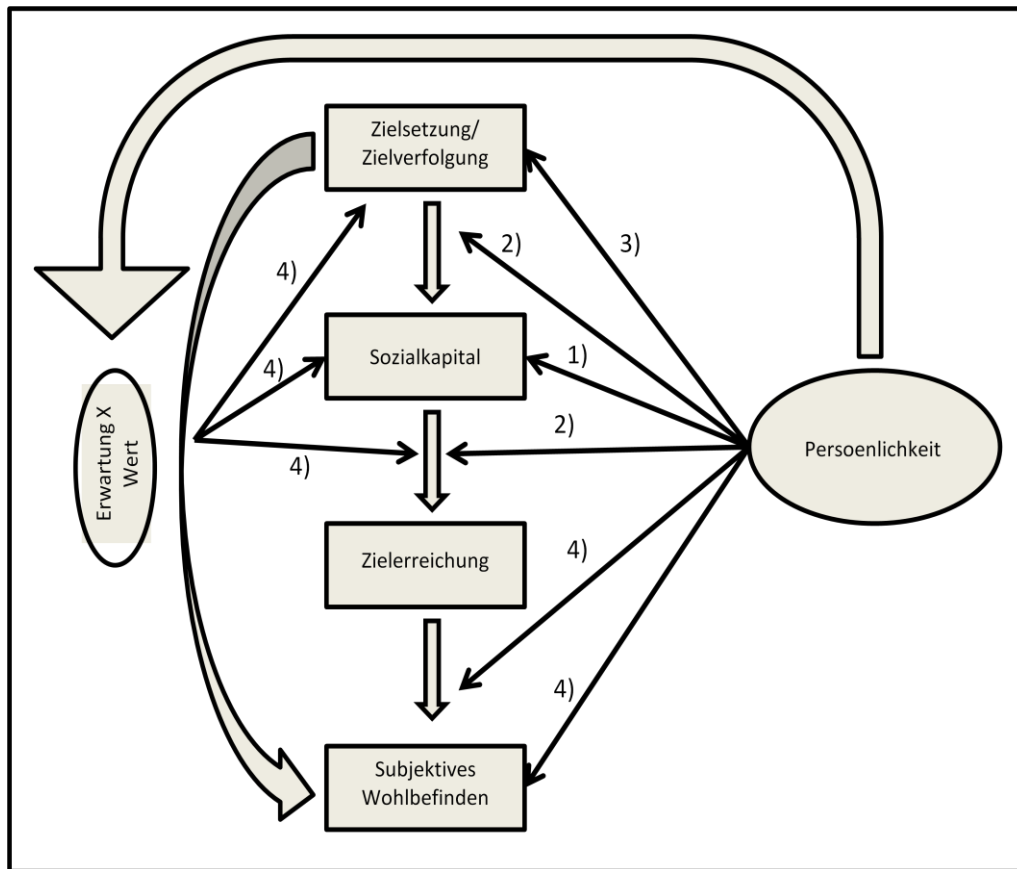 Zielsetzung/
Zielverfolgung
2)
3)
4)
Sozialkapital
1)
4)
Erwartung X
Wert
2)
4)
Persoenlichkeit
Zielerreichung
4)
4)
Subjektives
Wohlbefinden